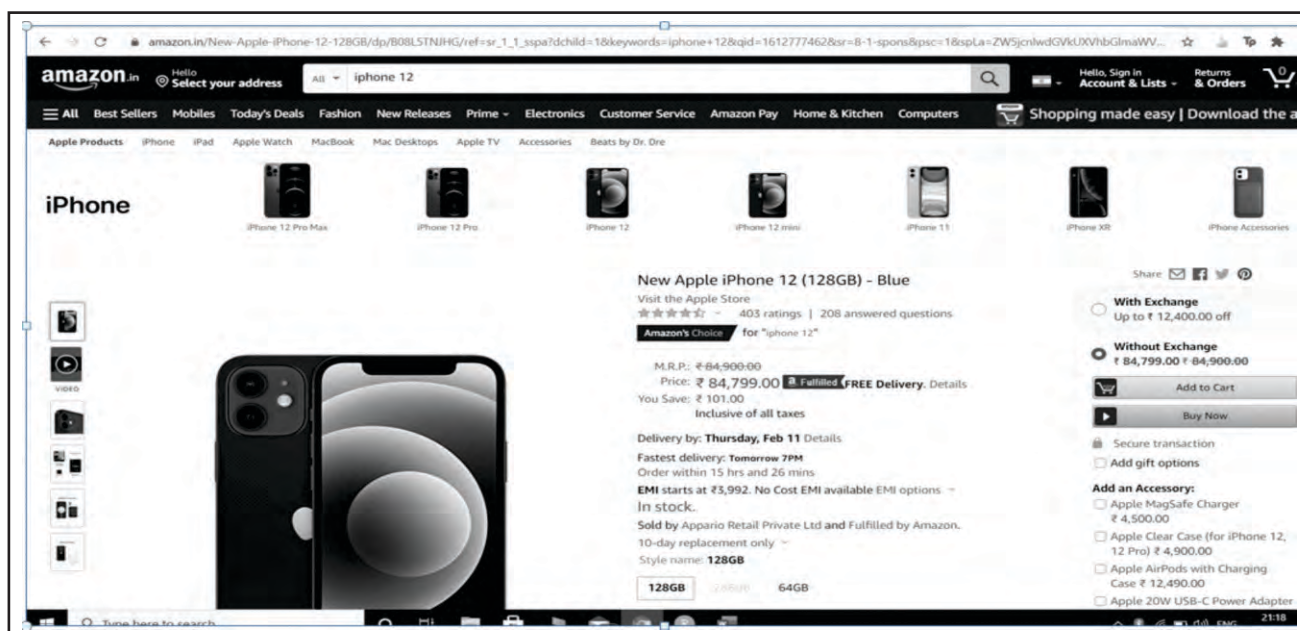 amazon.in/New-Apple-iPhone-12-128GB/dp/B08L5TNJHG/ref=sr_1_1_sspa?dchild=1&keywords=iphone+12&qid=1612777462&sr=8-1-spons&psc=1&spLa=ZW5jcnlwdGVkUXVhbGlmaWV...
amazon.in
Hello
Select your address
All
iphone 12
Hello, Sign in
Account & Lists
Returns
& Orders
0
All Best Sellers Mobiles Today's Deals Fashion New Releases Prime Electronics Customer Service Amazon Pay Home & Kitchen Computers Shopping made easy | Download the a
Apple Products iPhone iPad Apple Watch MacBook Mac Desktops Apple TV Accessories Beats by Dr. Dre
iPhone
iPhone 12 Pro Max iPhone 12 Pro iPhone 12 iPhone 12 mini iPhone 11 iPhone XR iPhone Accessories
VIDEO
New Apple iPhone 12 (128GB) - Blue
Visit the Apple Store
403 ratings | 208 answered questions
Amazon's Choice for "iphone 12"
M.R.P.: ₹ 84,900.00
Price: ₹ 84,799.00 Fulfilled FREE Delivery. Details
You Save: ₹ 101.00
Inclusive of all taxes
Delivery by: Thursday, Feb 11 Details
Fastest delivery: Tomorrow 7PM
Order within 15 hrs and 26 mins
EMI starts at ₹3,992. No Cost EMI available EMI options
In stock.
Sold by Appario Retail Private Ltd and Fulfilled by Amazon.
10-day replacement only
Style name: 128GB
128GB 64GB
Share
With Exchange
Up to ₹ 12,400.00 off
Without Exchange
₹ 84,799.00 ₹ 84,900.00
Add to Cart
Buy Now
Secure transaction
Add gift options
Add an Accessory:
Apple MagSafe Charger
₹ 4,500.00
Apple Clear Case (for iPhone 12,
12 Pro) ₹ 4,900.00
Apple AirPods with Charging
Case ₹ 12,490.00
Apple 20W USB-C Power Adapter
Type here to search
ENG
21:18